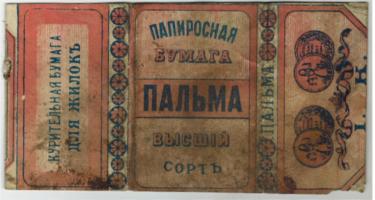 КУРИТЕЛЬНАЯ БУМАГА
ДЛЯ ЖИЛОКЪ
ПАПИРОСНАЯ
БУМАГА
ПАЛЬМА
ВЫСШІЙ
СОРТЪ
ПАЛЬМА
І. К.